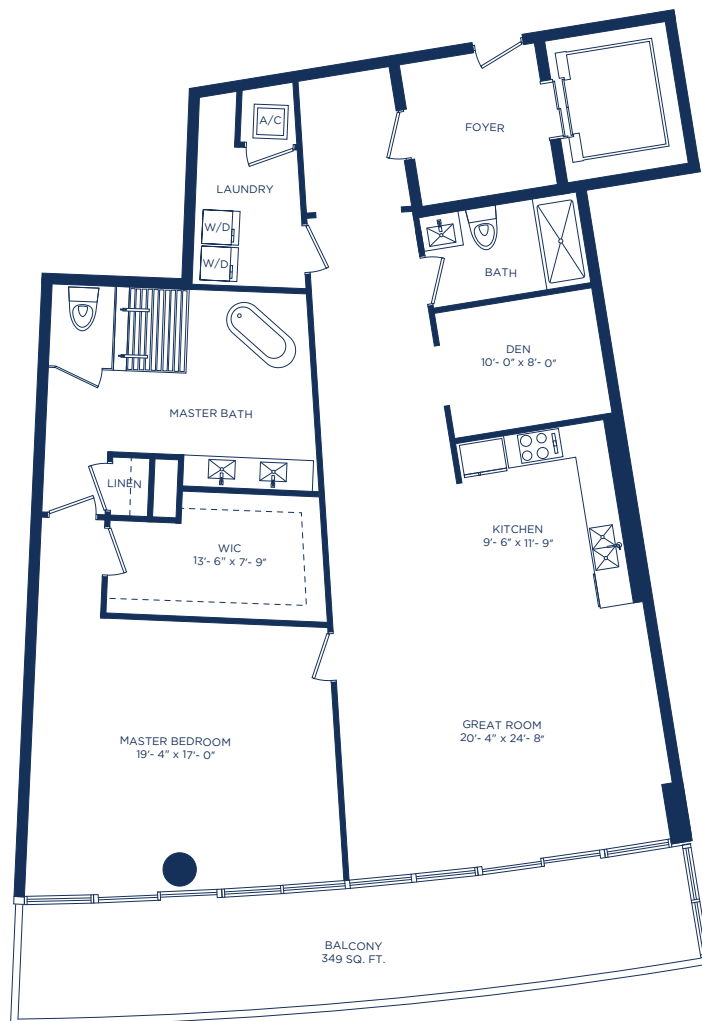 A/C
FOYER
LAUNDRY
W/D
W/D
BATH
DEN
10'- 0" x 8'- 0"
MASTER BATH
LINEN
KITCHEN
9'- 6" x 11'- 9"
WIC
13'- 6" x 7'- 9"
GREAT ROOM
20'- 4" x 24'- 8"
MASTER BEDROOM
19'- 4" x 17'- 0"
BALCONY
349 SQ. FT.